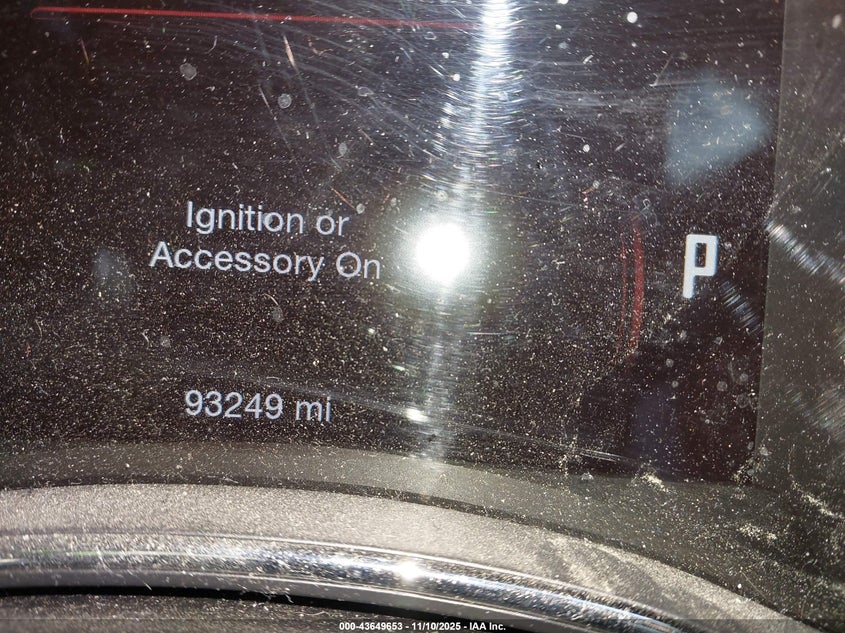 Ignition or
Accessory On
P
93249 mi
000-43649653 - 11/10/2025 - IAA Inc.